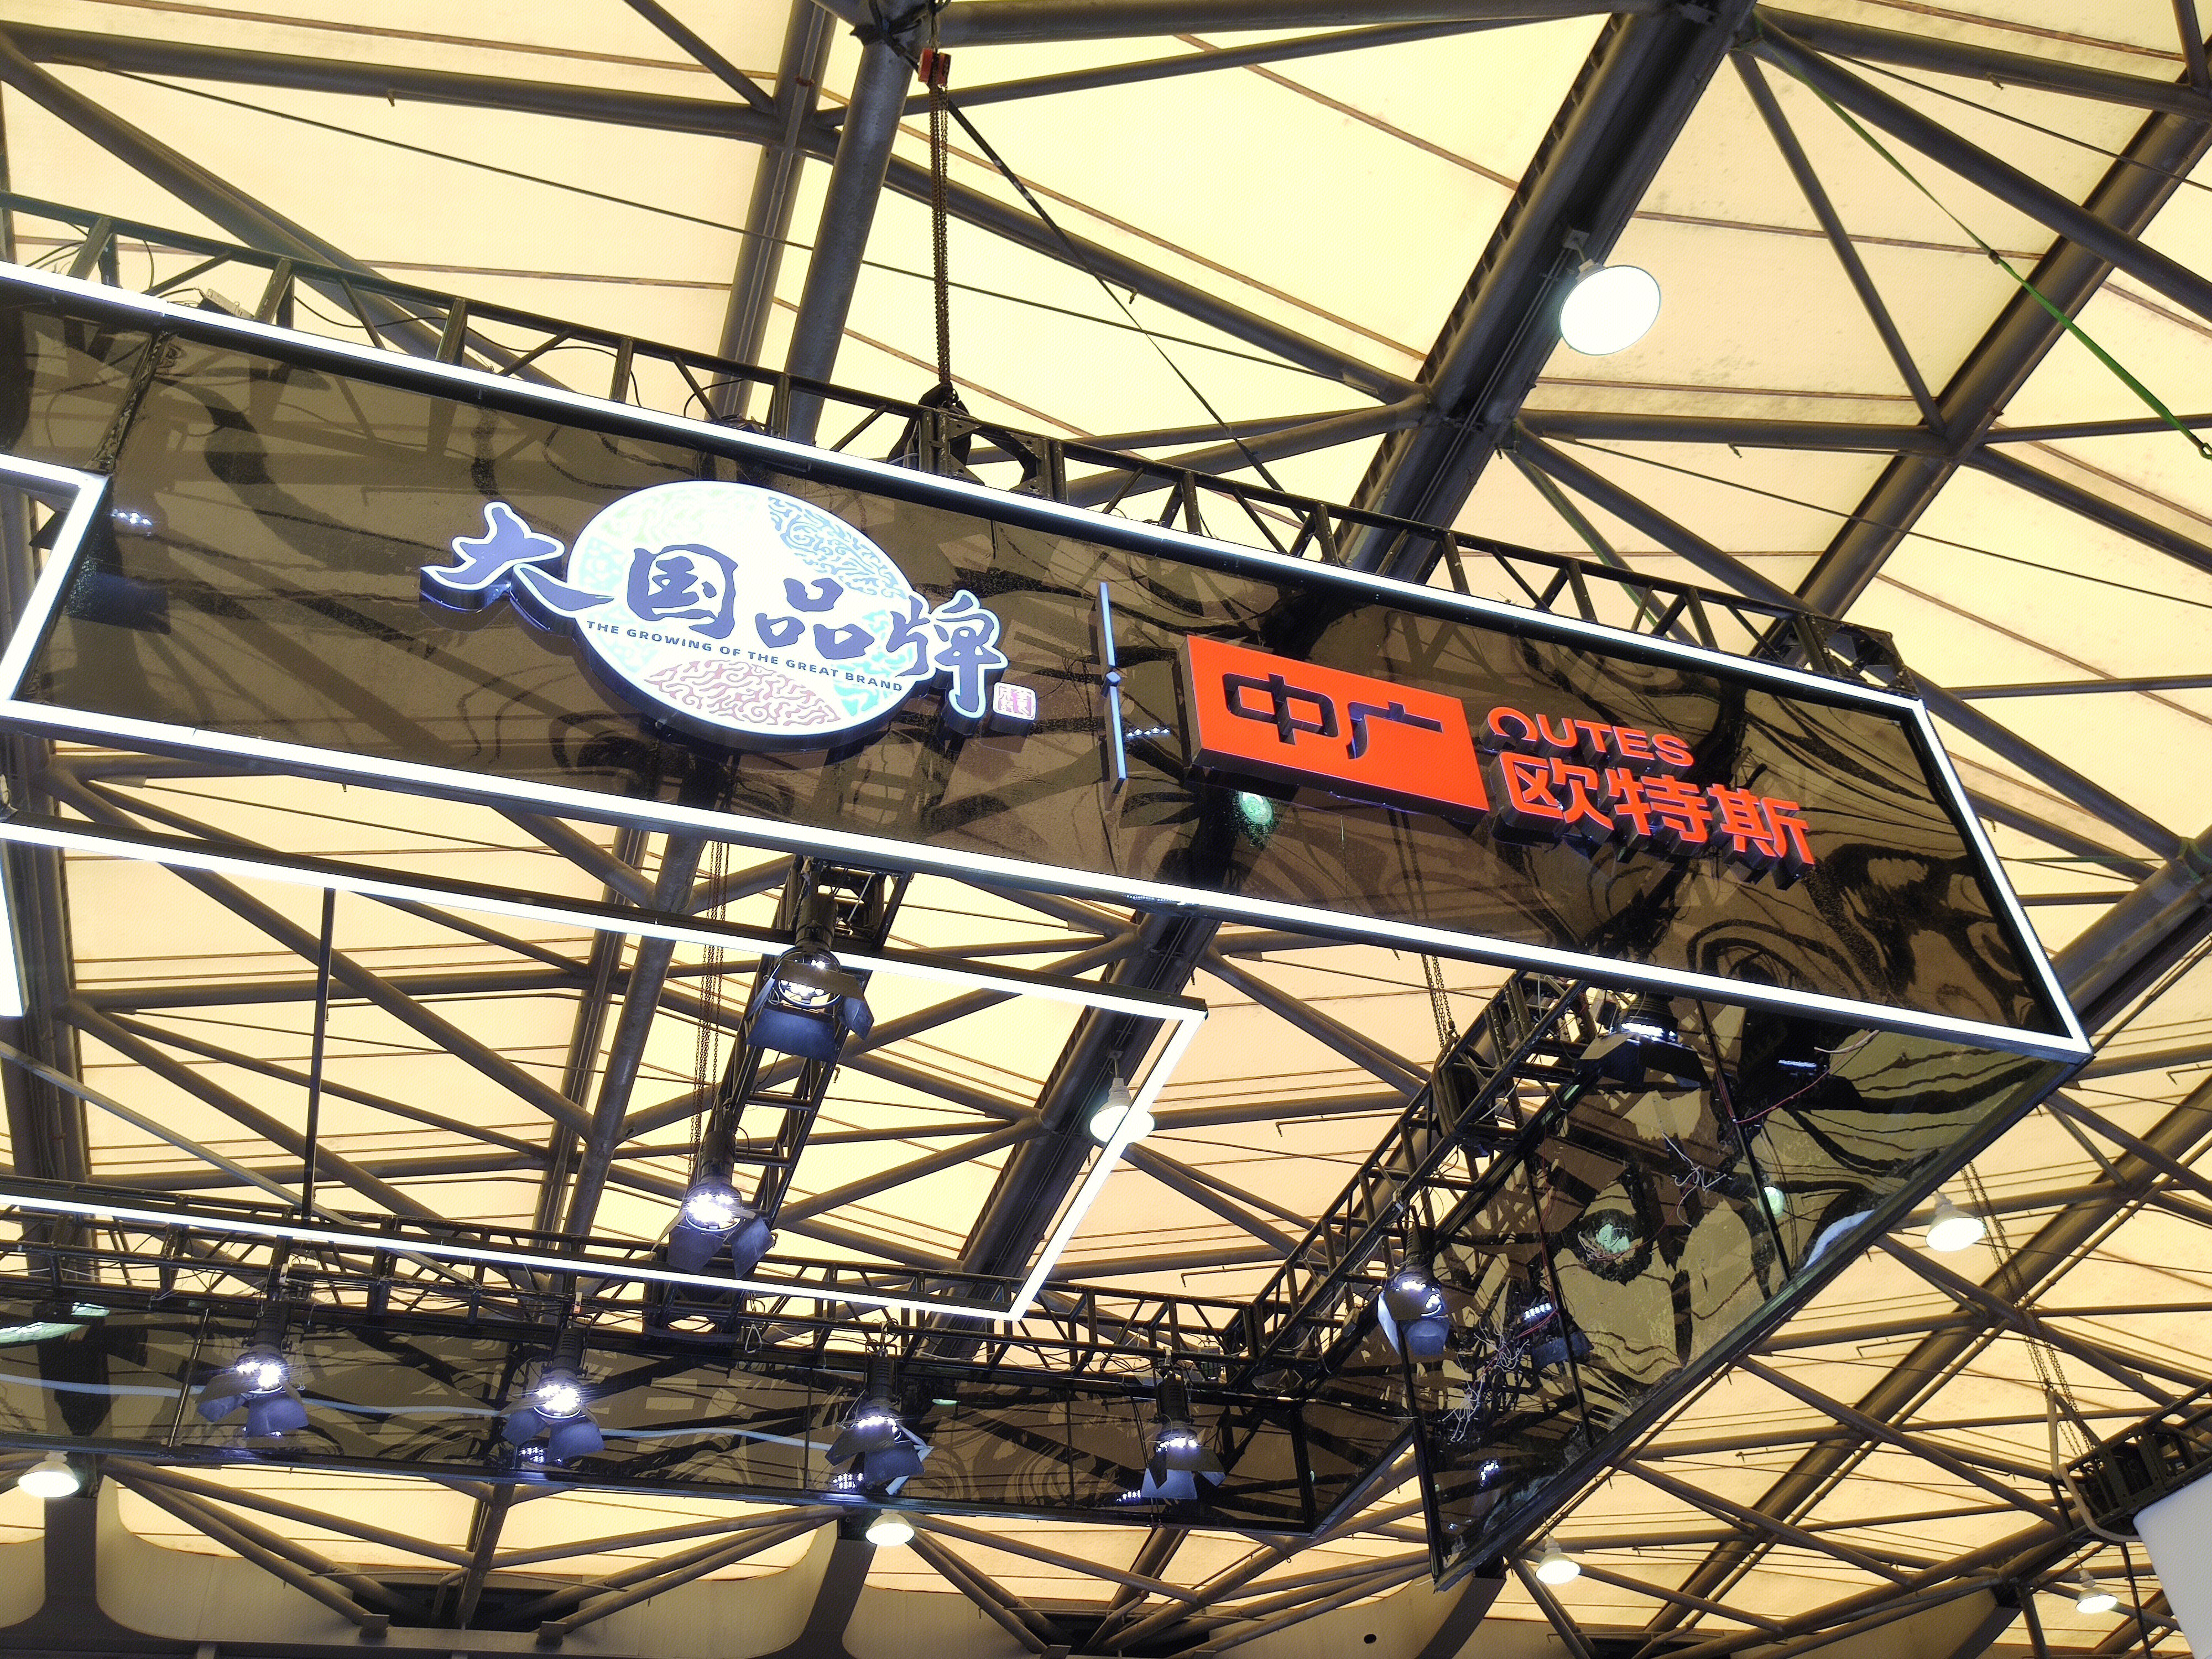 大国品牌
THE GROWING OF THE GREAT BRAND
中广
OUTES
欧特斯